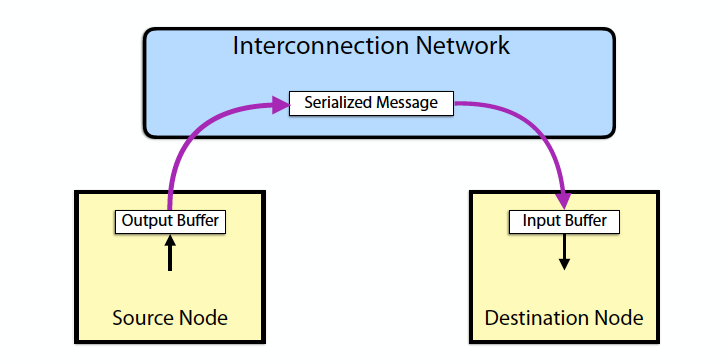 Interconnection Network
Serialized Message
Output Buffer
Input Buffer
Source Node
Destination Node